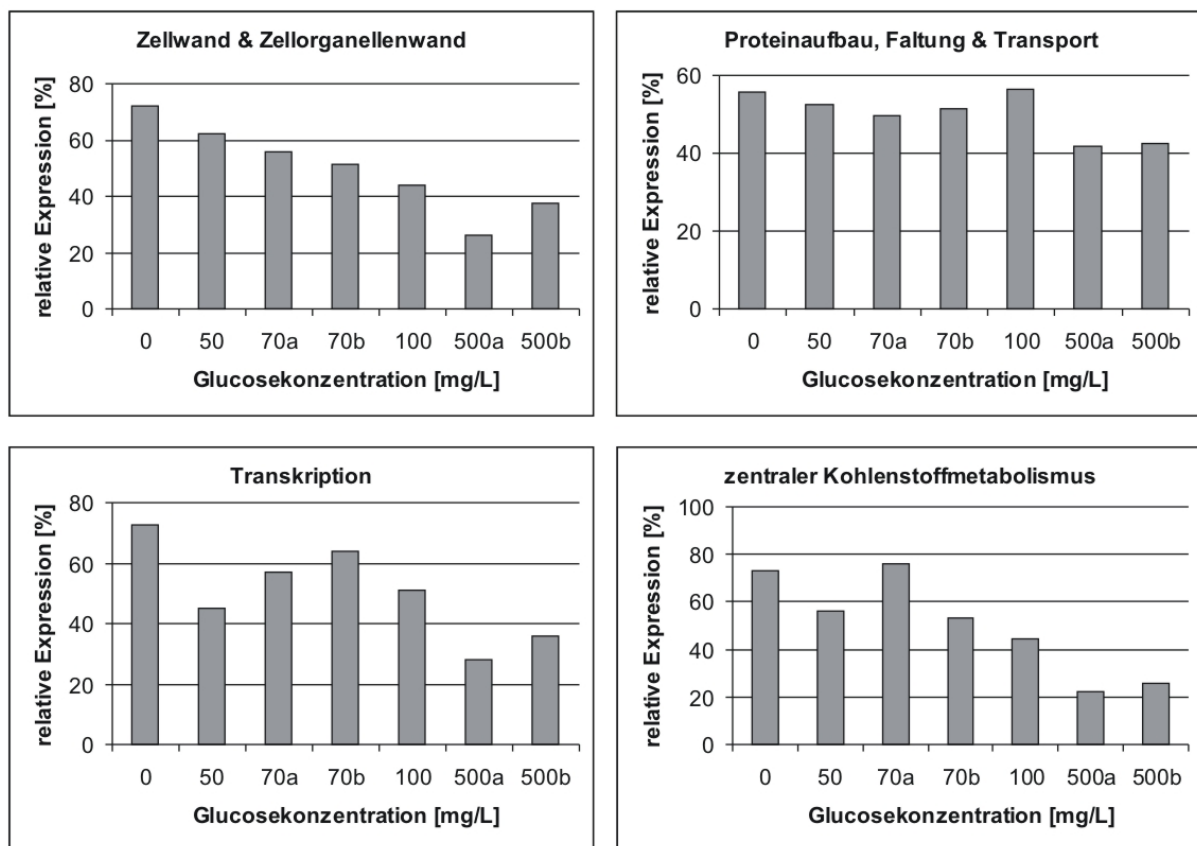 Zellwand & Zellorganellenwand
relative Expression [%]
80
60
40
20
0
0 50 70a 70b 100 500a 500b
Glucosekonzentration [mg/L]
Proteinaufbau, Faltung & Transport
relative Expression [%]
60
40
20
0
0 50 70a 70b 100 500a 500b
Glucosekonzentration [mg/L]
Transkription
relative Expression [%]
80
60
40
20
0
0 50 70a 70b 100 500a 500b
Glucosekonzentration [mg/L]
zentraler Kohlenstoffmetabolismus
relative Expression [%]
100
80
60
40
20
0
0 50 70a 70b 100 500a 500b
Glucosekonzentration [mg/L]